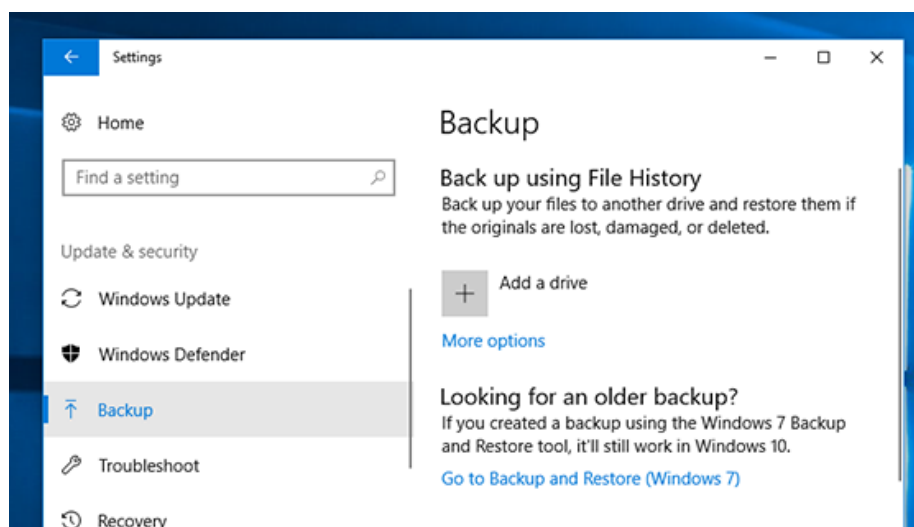 Settings
Home
Find a setting
Update & security
Windows Update
Windows Defender
Backup
Troubleshoot
Recovery
Backup
Back up using File History
Back up your files to another drive and restore them if
the originals are lost, damaged, or deleted.
Add a drive
More options
Looking for an older backup?
If you created a backup using the Windows 7 Backup
and Restore tool, it'll still work in Windows 10.
Go to Backup and Restore (Windows 7)